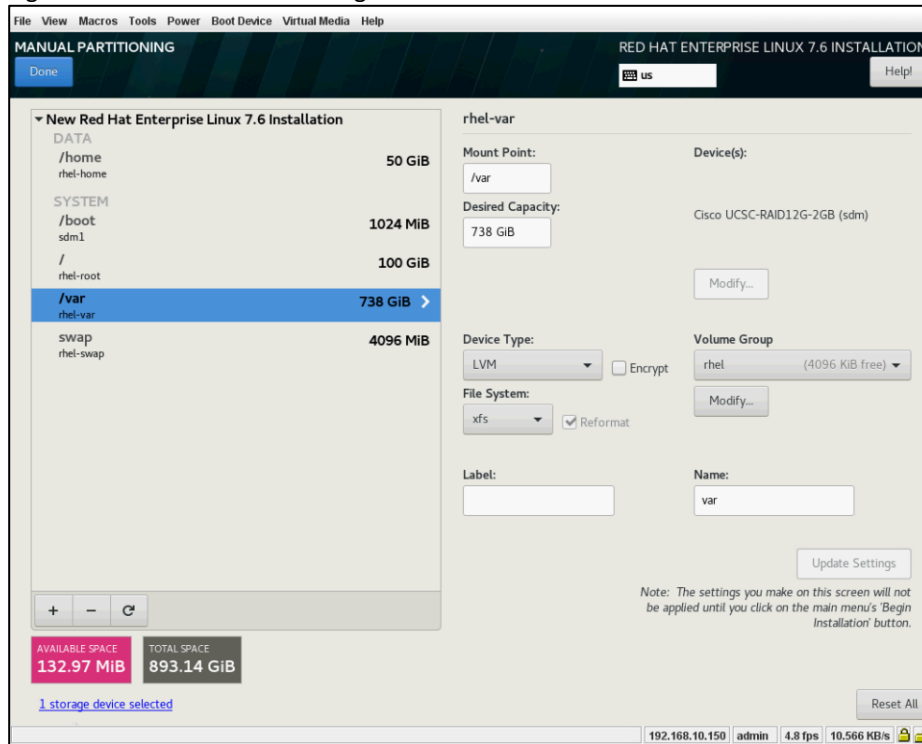 File View Macros Tools Power Boot Device Virtual Media Help
MANUAL PARTITIONING
RED HAT ENTERPRISE LINUX 7.6 INSTALLATION
Done
us
Help!
New Red Hat Enterprise Linux 7.6 Installation
DATA
/home 50 GiB
rhel-home
SYSTEM
/boot 1024 MiB
sdm1
/ 100 GiB
rhel-root
/var 738 GiB
rhel-var
swap 4096 MiB
rhel-swap
+ −
AVAILABLE SPACE
132.97 MiB
TOTAL SPACE
893.14 GiB
1 storage device selected
rhel-var
Mount Point: Device(s):
/var
Desired Capacity:
738 GiB
Cisco UCSC-RAID12G-2GB (sdm)
Modify...
Device Type: Volume Group
LVM Encrypt rhel (4096 KiB free)
File System:
xfs Reformat Modify...
Label: Name:
var
Update Settings
Note: The settings you make on this screen will not
be applied until you click on the main menu's 'Begin
Installation' button.
Reset All
192.168.10.150 admin 4.8 fps 10.566 KB/s